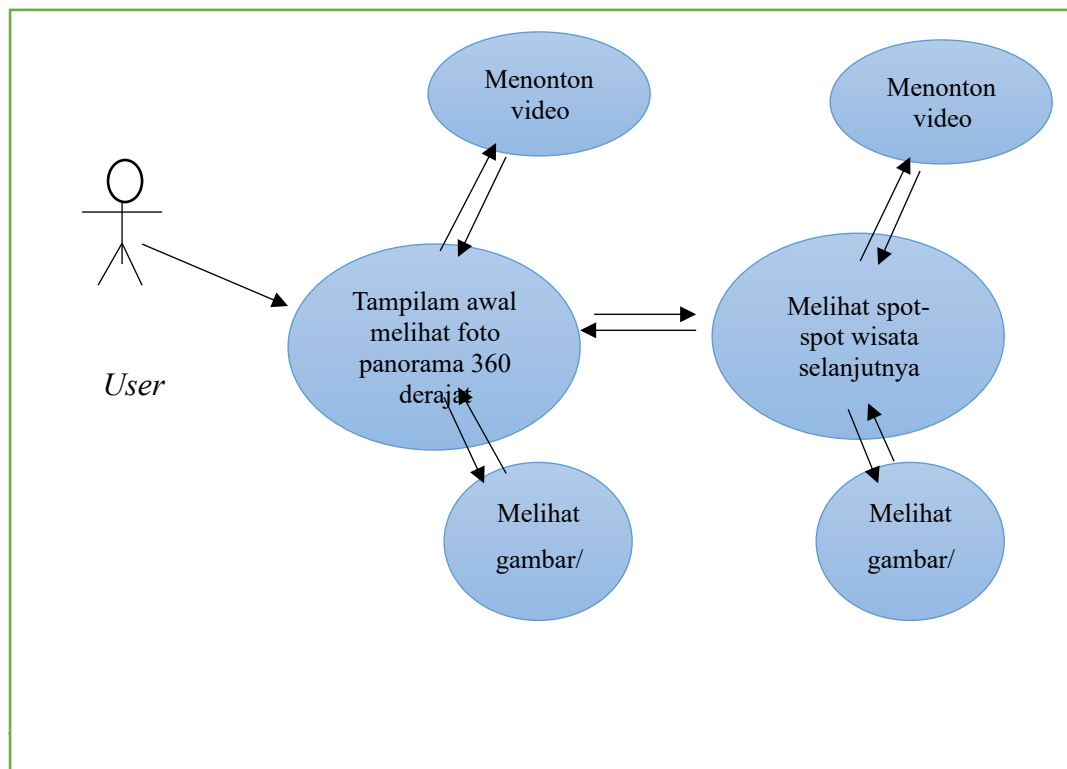 Menonton
video
Menonton
video
User
Tampilam awal
melihat foto
panorama 360
derajat
Melihat spot-
spot wisata
selanjutnya
Melihat
gambar/
Melihat
gambar/